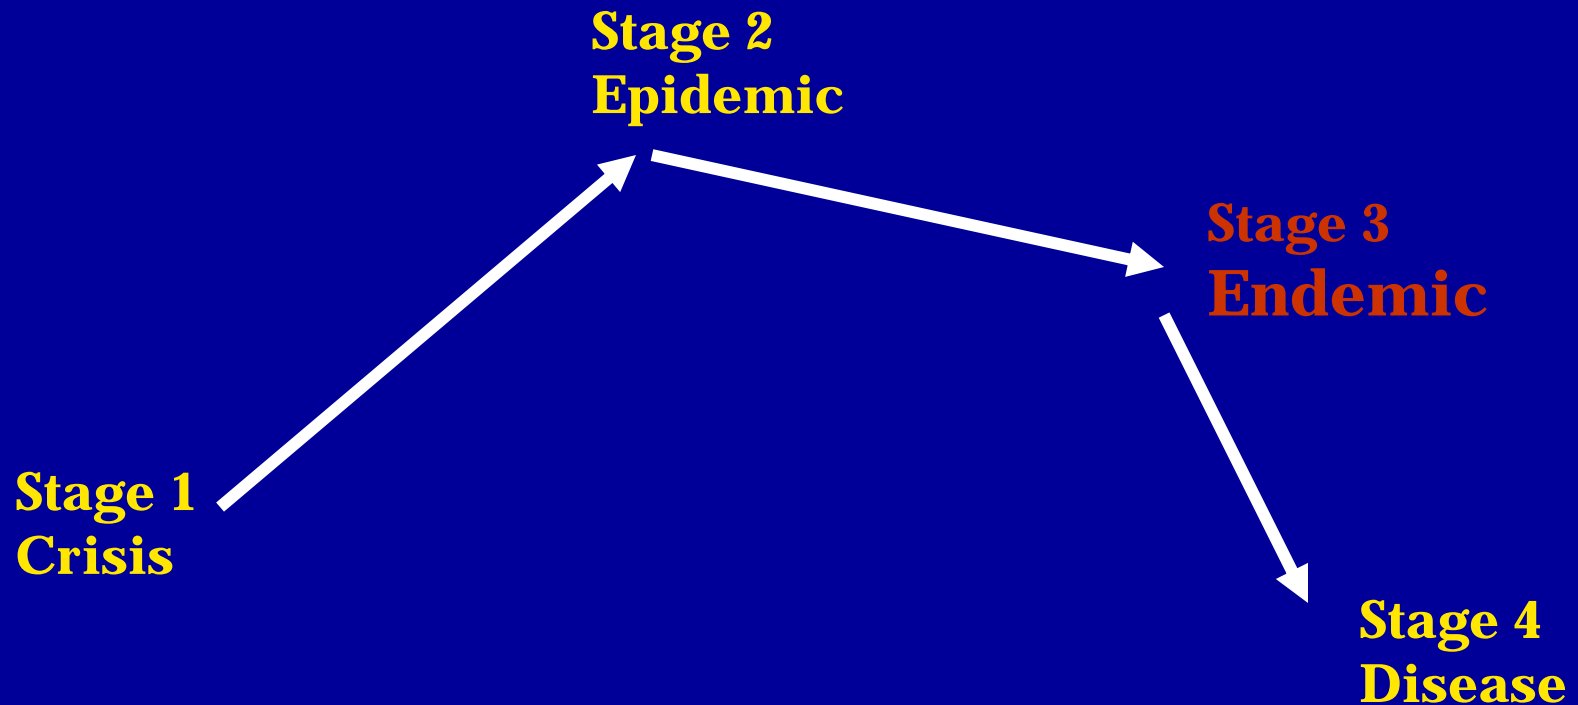 Stage 1
Crisis
Stage 2
Epidemic
Stage 3
Endemic
Stage 4
Disease